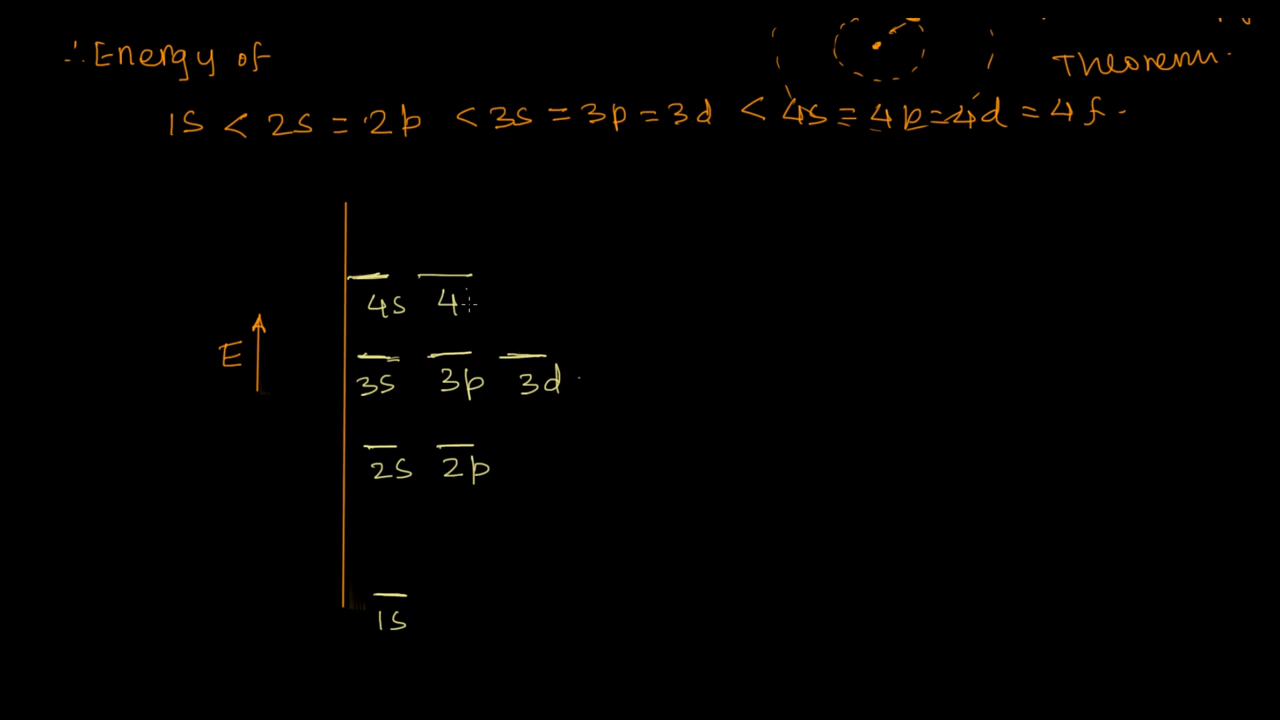 ∴ Energy of
Theorem.
1s < 2s = 2p < 3s = 3p = 3d < 4s = 4p = 4d = 4f.
4s 4
E
3s 3p 3d
2s 2p
1s